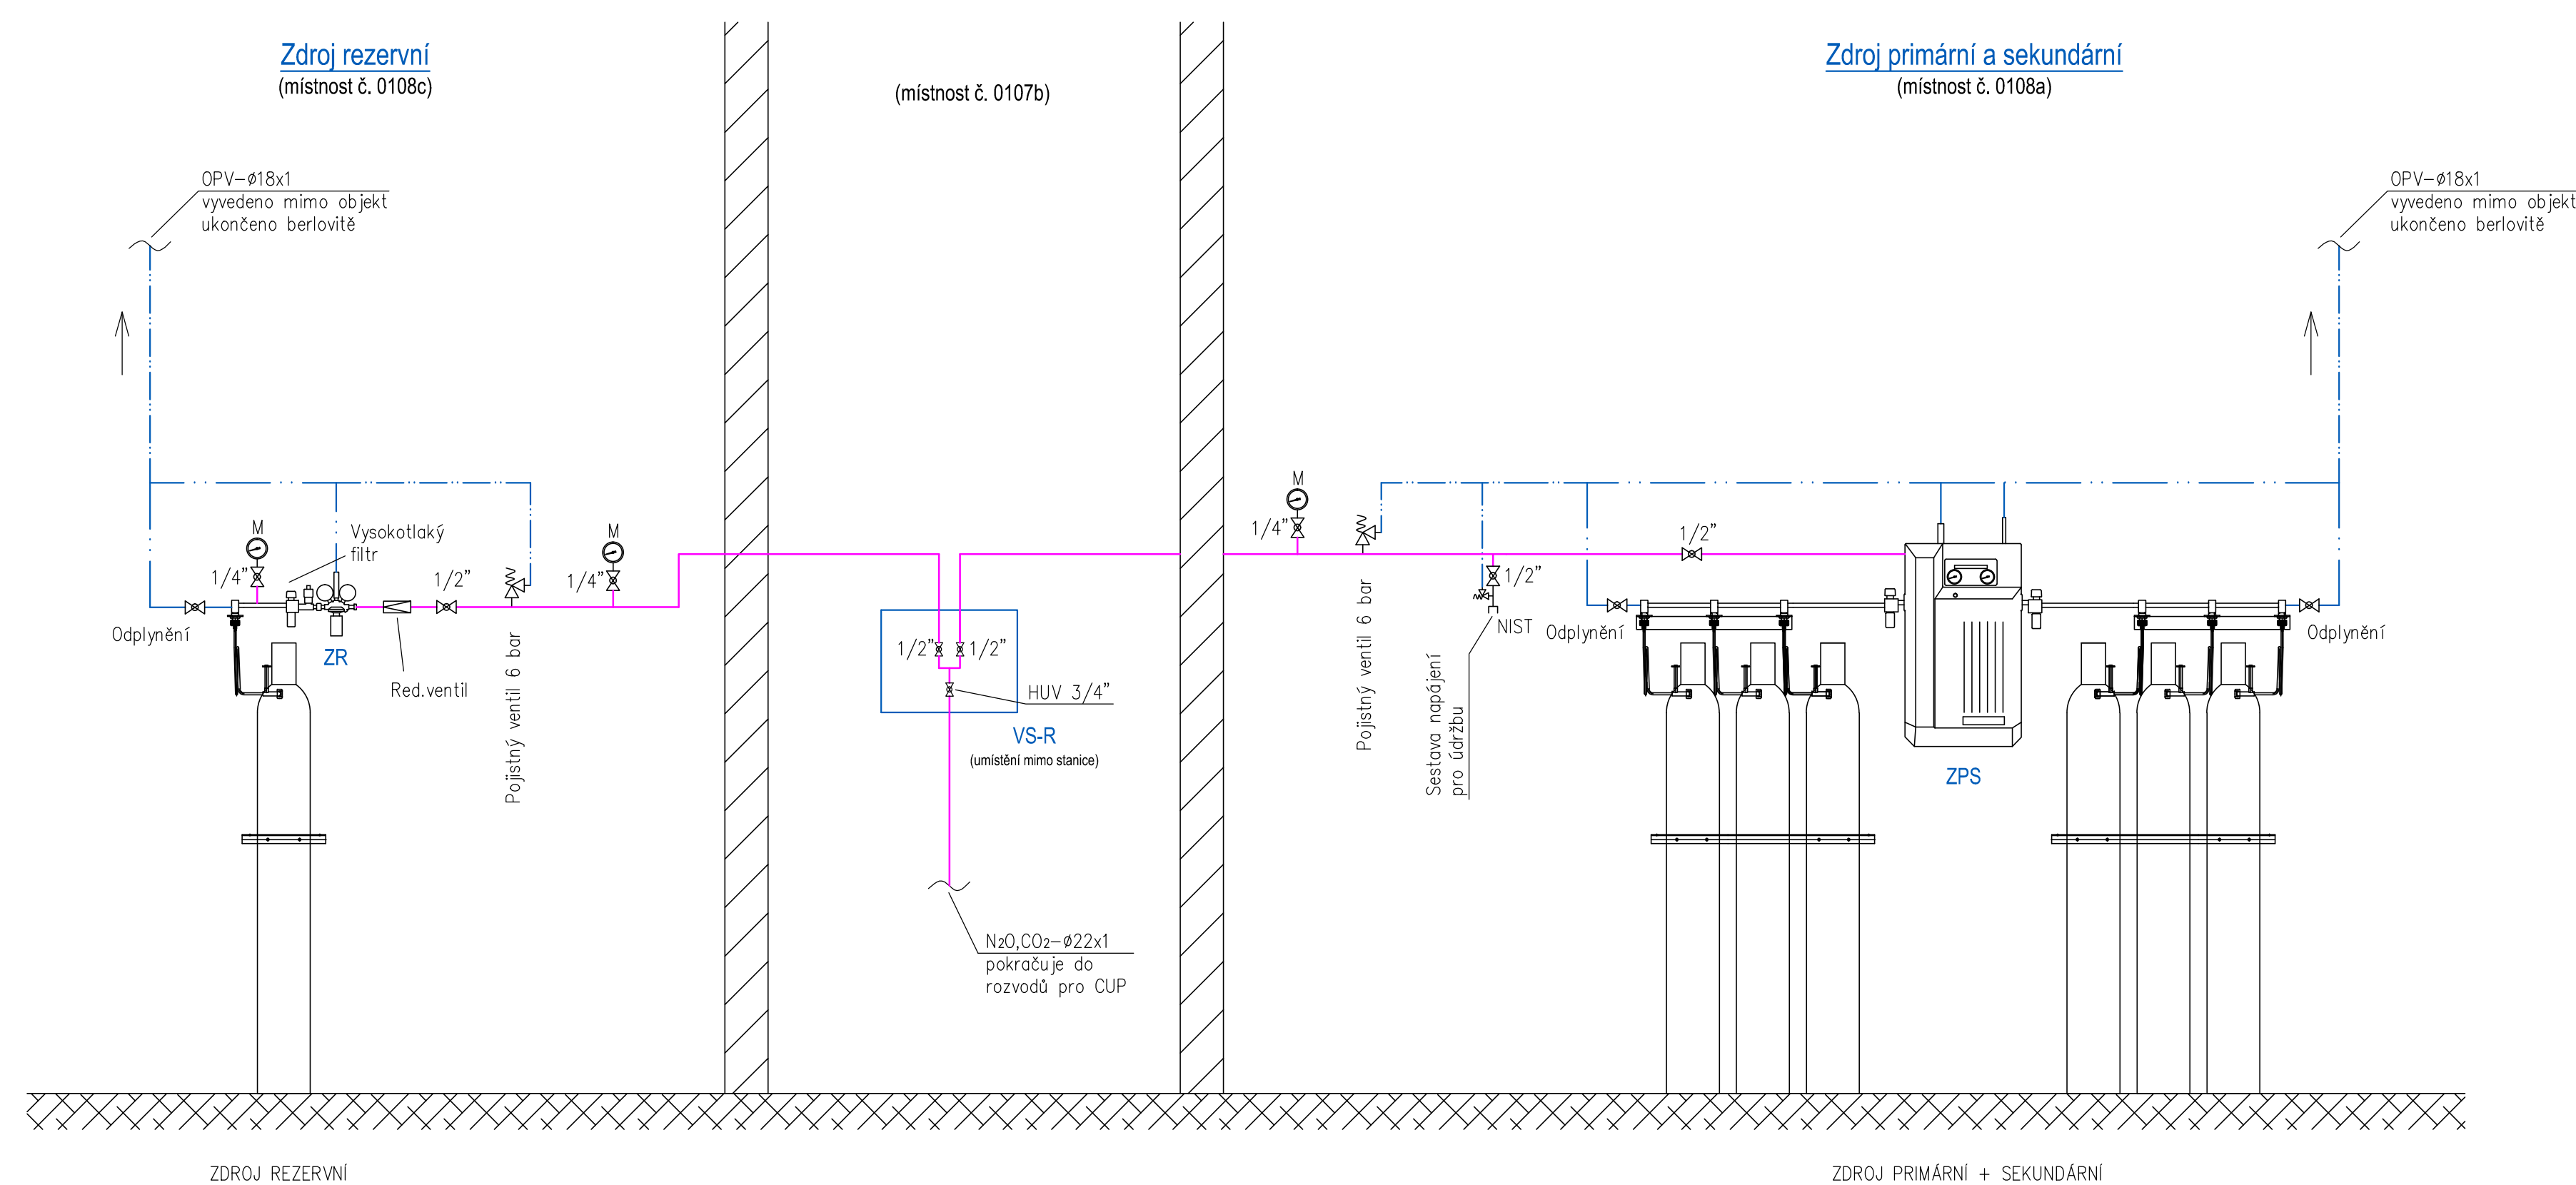 Zdroj rezervní
(místnost č. 0108c)
(místnost č. 0107b)
Zdroj primární a sekundární
(místnost č. 0108a)
OPV-ø18x1
vyvedeno mimo objekt
ukončeno berlovitě
OPV-ø18x1
vyvedeno mimo objekt
ukončeno berlovitě
M
1/4"
Vysokotlaký
filtr
1/2"
M
1/4"
Odplynění
ZR
Red.ventil
Pojistný ventil 6 bar
1/2"
1/2"
HUV 3/4"
VS-R
(umístění mimo stanice)
N₂O,CO₂-ø22x1
pokračuje do
rozvodů pro CUP
M
1/4"
Pojistný ventil 6 bar
1/2"
NIST
Sestava napájení
pro údržbu
1/2"
Odplynění
ZPS
Odplynění
ZDROJ REZERVNÍ
ZDROJ PRIMÁRNÍ + SEKUNDÁRNÍ